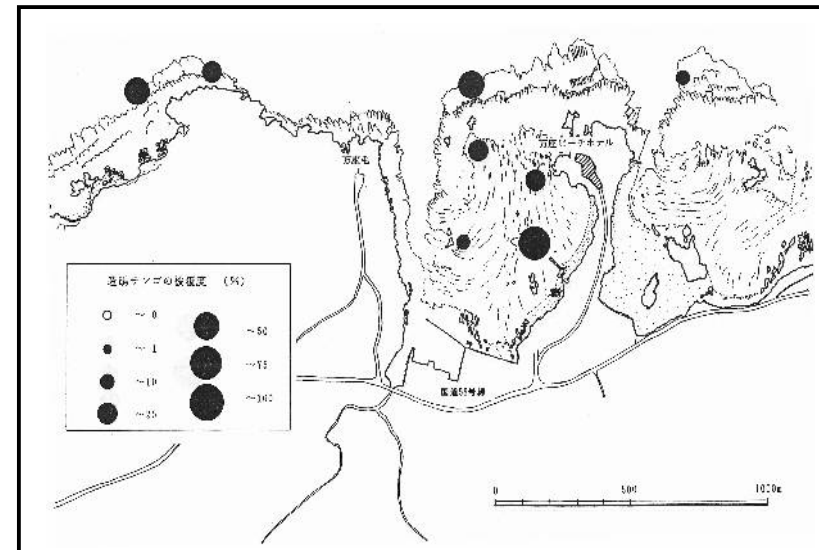 万座毛
万座ビーチホテル
造礁サンゴの被覆度 (%)
～ 0
～ 1
～10
～25
～50
～75
～100
国道58号線
0 500 1000m